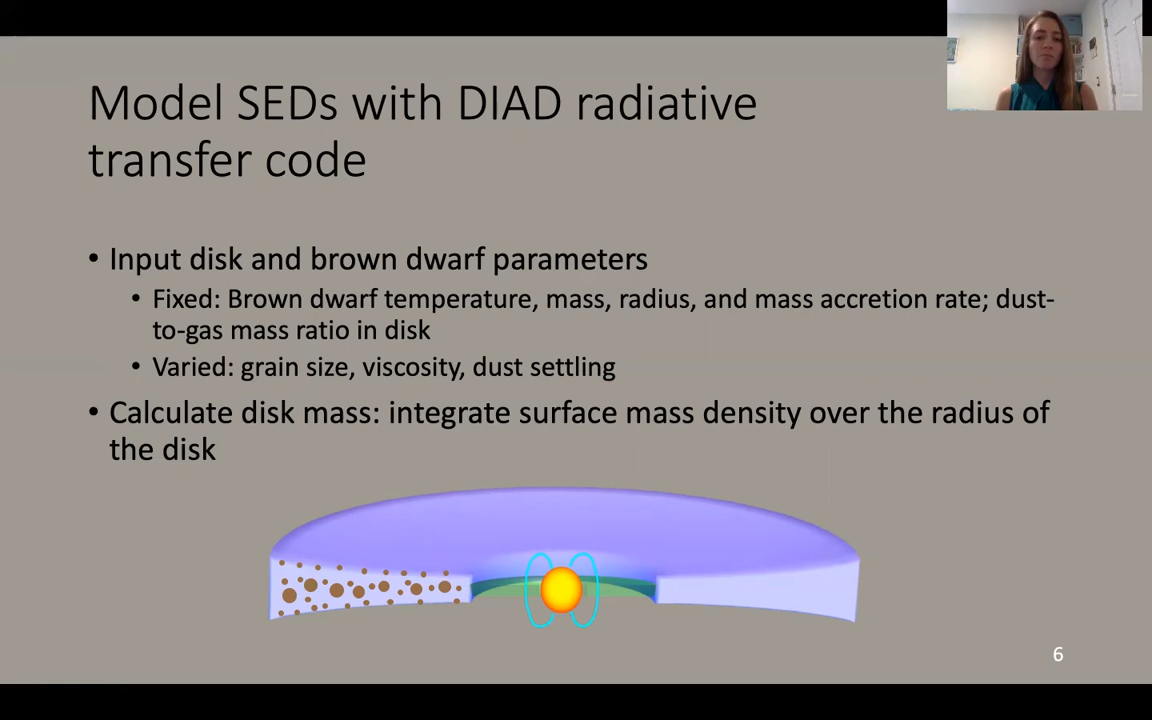 Model SEDs with DIAD radiative
transfer code
• Input disk and brown dwarf parameters
• Fixed: Brown dwarf temperature, mass, radius, and mass accretion rate; dust-
to-gas mass ratio in disk
• Varied: grain size, viscosity, dust settling
• Calculate disk mass: integrate surface mass density over the radius of
the disk
6